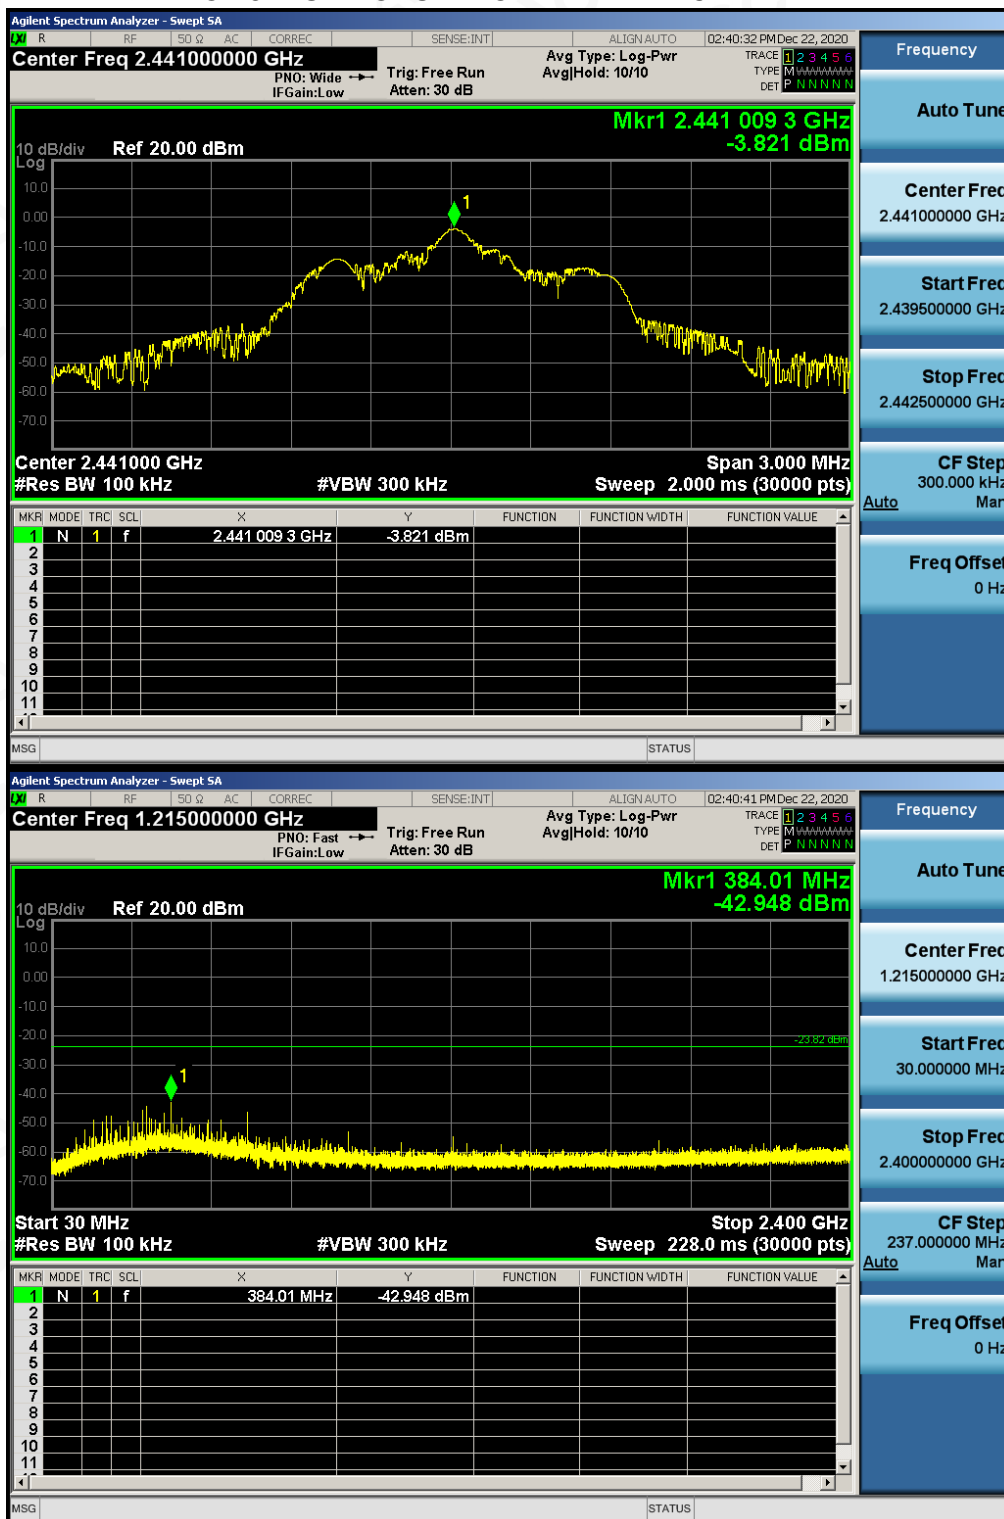 Agilent Spectrum Analyzer - Swept SA
LXI R RF 50 Ω AC CORREC SENSE:INT ALIGN AUTO 02:40:32 PM Dec 22, 2020
Center Freq 2.441000000 GHz Avg Type: Log-Pwr TRACE 1 2 3 4 5 6
PNO: Wide Trig: Free Run Avg|Hold: 10/10 TYPE M
IFGain:Low Atten: 30 dB DET P N N N N N
Mkr1 2.441 009 3 GHz
-3.821 dBm
10 dB/div Ref 20.00 dBm
Log
10.0
1
0.00
-10.0
-20.0
-30.0
-40.0
-50.0
-60.0
-70.0
Center 2.441000 GHz Span 3.000 MHz
#Res BW 100 kHz #VBW 300 kHz Sweep 2.000 ms (30000 pts)
MKR MODE TRC SCL X Y FUNCTION FUNCTION WIDTH FUNCTION VALUE
1 N 1 f 2.441 009 3 GHz -3.821 dBm
2
3
4
5
6
7
8
9
10
11
MSG STATUS
Frequency
Auto Tune
Center Freq
2.441000000 GHz
Start Freq
2.439500000 GHz
Stop Freq
2.442500000 GHz
CF Step
300.000 kHz
Auto Man
Freq Offset
0 Hz
Agilent Spectrum Analyzer - Swept SA
LXI R RF 50 Ω AC CORREC SENSE:INT ALIGN AUTO 02:40:41 PM Dec 22, 2020
Center Freq 1.215000000 GHz Avg Type: Log-Pwr TRACE 1 2 3 4 5 6
PNO: Fast Trig: Free Run Avg|Hold: 10/10 TYPE M
IFGain:Low Atten: 30 dB DET P N N N N N
Mkr1 384.01 MHz
-42.948 dBm
10 dB/div Ref 20.00 dBm
Log
10.0
0.00
-10.0
-20.0
-23.82 dBm
-30.0
1
-40.0
-50.0
-60.0
-70.0
Start 30 MHz Stop 2.400 GHz
#Res BW 100 kHz #VBW 300 kHz Sweep 228.0 ms (30000 pts)
MKR MODE TRC SCL X Y FUNCTION FUNCTION WIDTH FUNCTION VALUE
1 N 1 f 384.01 MHz -42.948 dBm
2
3
4
5
6
7
8
9
10
11
MSG STATUS
Frequency
Auto Tune
Center Freq
1.215000000 GHz
Start Freq
30.000000 MHz
Stop Freq
2.400000000 GHz
CF Step
237.000000 MHz
Auto Man
Freq Offset
0 Hz